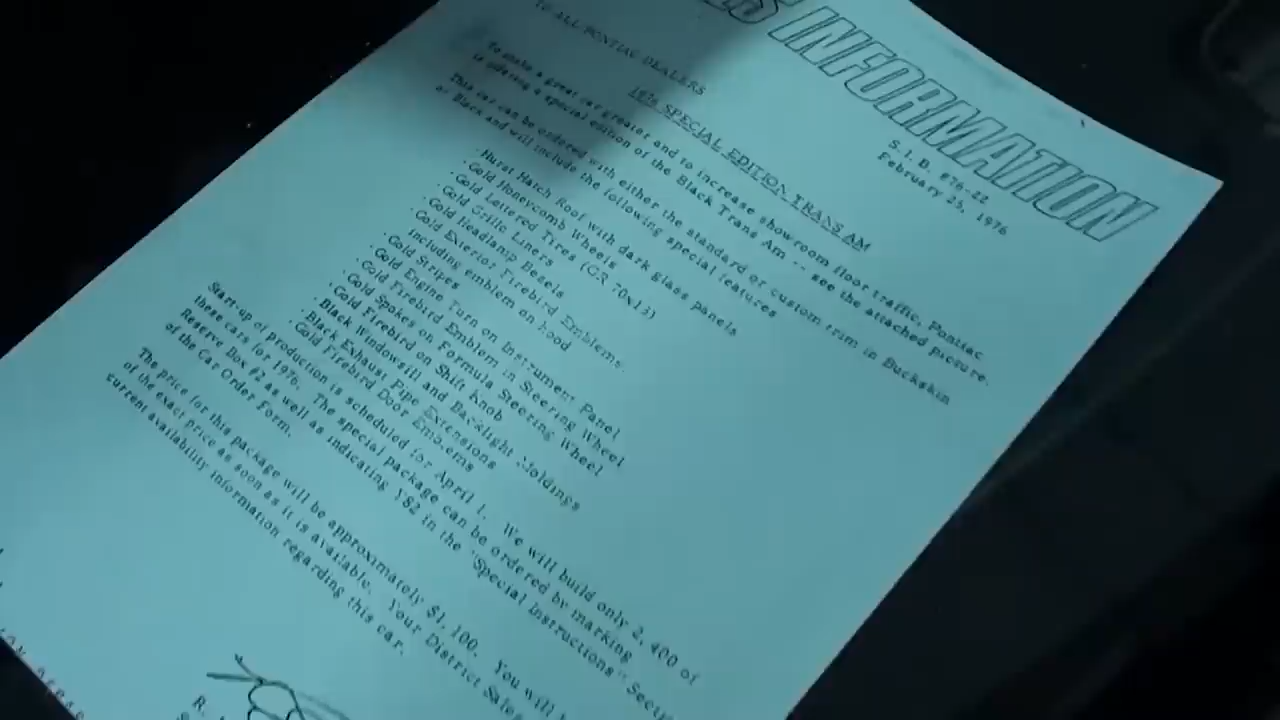 INFORMATION
S.I.B. #76-22
February 25, 1976
TO ALL PONTIAC DEALERS
1976 SPECIAL EDITION TRANS AM
To make a great car greater and to increase showroom floor traffic, Pontiac
is offering a special edition of the Black Trans Am -- see the attached picture.
This car can be ordered with either the standard or custom trim in Buckskin
or Black and will include the following special features
· Hurst Hatch Roof with dark glass panels
· Gold Honeycomb Wheels
· Gold Lettered Tires (GR 70x15)
· Gold Grille Liners
· Gold Headlamp Bezels
· Gold Exterior Firebird Emblems,
including emblem on hood
· Gold Stripes
· Gold Engine Turn on Instrument Panel
· Gold Firebird Emblem in Steering Wheel
· Gold Spokes on Formula Steering Wheel
· Gold Firebird on Shift Knob
· Black Windowsill and Backlight Moldings
· Black Exhaust Pipe Extensions
· Gold Firebird Door Emblems
Start-up of production is scheduled for April 1. We will build only 2,400 of
these cars for 1976. The special package can be ordered by marking
Reserve Box #2 as well as indicating Y82 in the "Special Instructions"
of the Car Order Form.
The price for this package will be approximately $1,100. You will
of the exact price as soon as it is available. Your District Sales
current availability information regarding this car.
R.